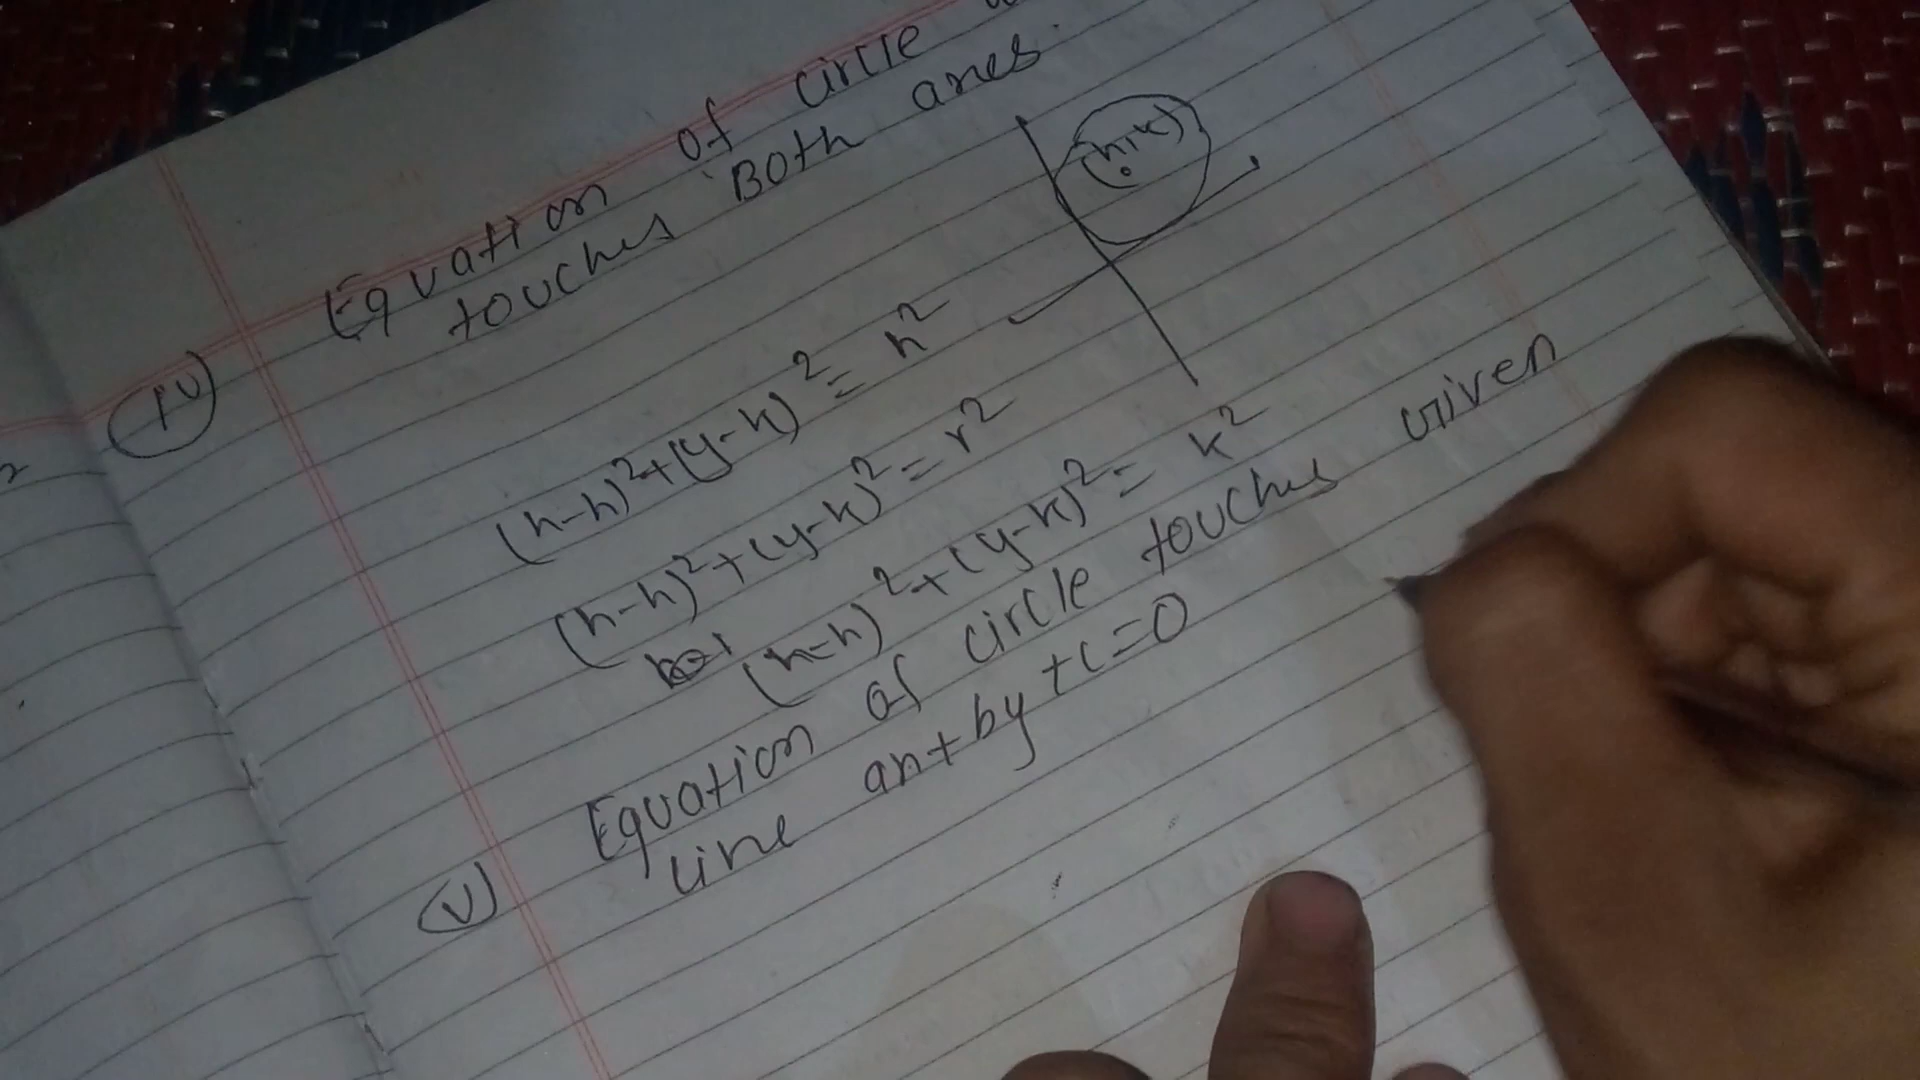 Equation of circle
touches Both axes.
(IV)
(h,k)
(x-h)²+(y-k)²= h²
(x-h)²+(y-k)²= r²
(x-h)²+(y-k)²= k²
(V) Equation of circle touches Given
line ax+by+c=0